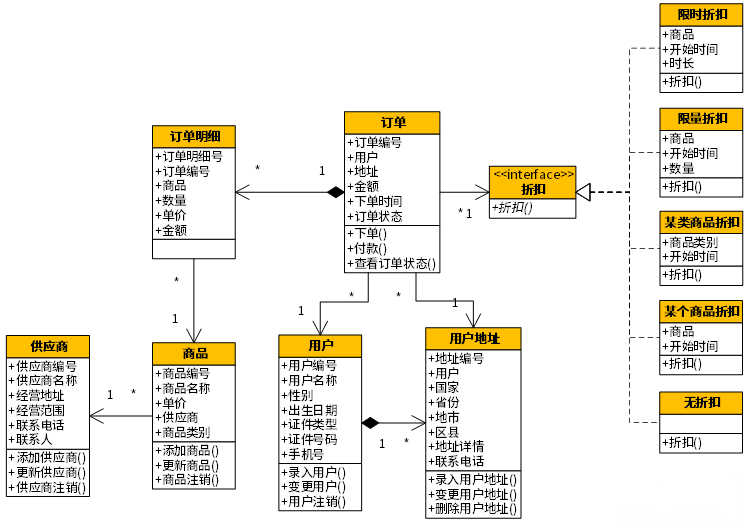 限时折扣
+商品
+开始时间
+时长
+折扣()
限量折扣
+商品
+开始时间
+数量
+折扣()
某类商品折扣
+商品类别
+开始时间
+折扣()
某个商品折扣
+商品
+开始时间
+折扣()
无折扣
+折扣()
<<interface>>
折扣
+折扣()
订单
+订单编号
+用户
+地址
+金额
+下单时间
+订单状态
+下单()
+付款()
+查看订单状态()
订单明细
+订单明细号
+订单编号
+商品
+数量
+单价
+金额
*
1
* 1
*
1
*
1
*
1
供应商
+供应商编号
+供应商名称
+经营地址
+经营范围
+联系电话
+联系人
+添加供应商()
+更新供应商()
+供应商注销()
1
*
商品
+商品编号
+商品名称
+单价
+供应商
+商品类别
+添加商品()
+更新商品()
+商品注销()
用户
+用户编号
+用户名称
+性别
+出生日期
+证件类型
+证件号码
+手机号
+录入用户()
+变更用户()
+用户注销()
1
*
用户地址
+地址编号
+用户
+国家
+省份
+地市
+区县
+地址详情
+联系电话
+录入用户地址()
+变更用户地址()
+删除用户地址()